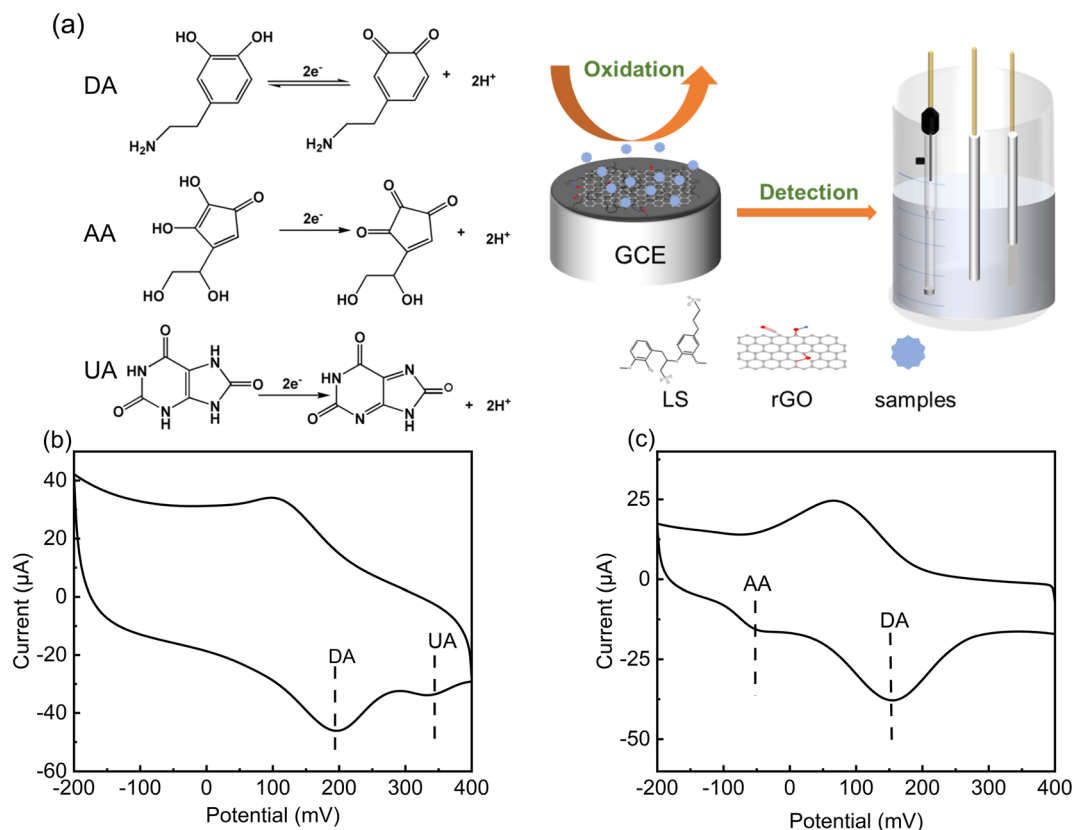 (a)
DA
HO
OH
H₂N
2e⁻
O
O
H₂N
+ 2H⁺
AA
HO
O
HO
HO
OH
2e⁻
O
O
O
HO
OH
+ 2H⁺
UA
O
HN
H
N
O
O
N
H
N
H
2e⁻
O
HN
N
O
O
N
N
H
+ 2H⁺
Oxidation
GCE
Detection
LS
rGO
samples
(b)
40
20
0
-20
-40
-60
-200
-100
0
100
200
300
400
Current (µA)
Potential (mV)
DA
UA
(c)
25
0
-25
-50
-200
-100
0
100
200
300
400
Current (µA)
Potential (mV)
AA
DA